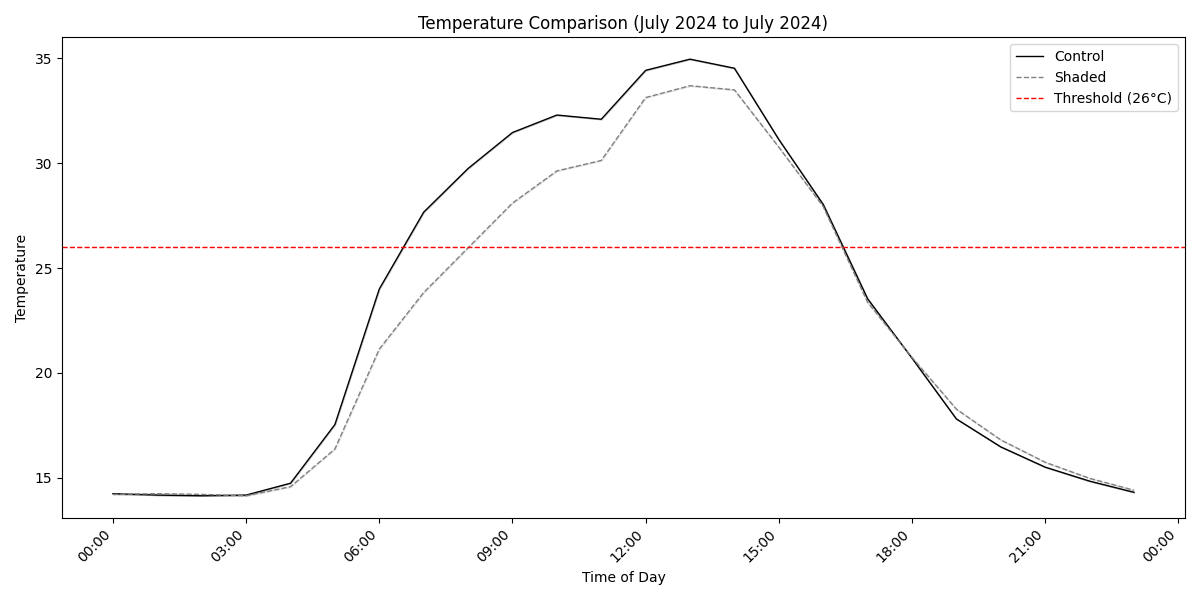 Temperature Comparison (July 2024 to July 2024)
Control
Shaded
Threshold (26°C)
35
30
25
20
15
Temperature
00:00
03:00
06:00
09:00
12:00
15:00
18:00
21:00
00:00
Time of Day